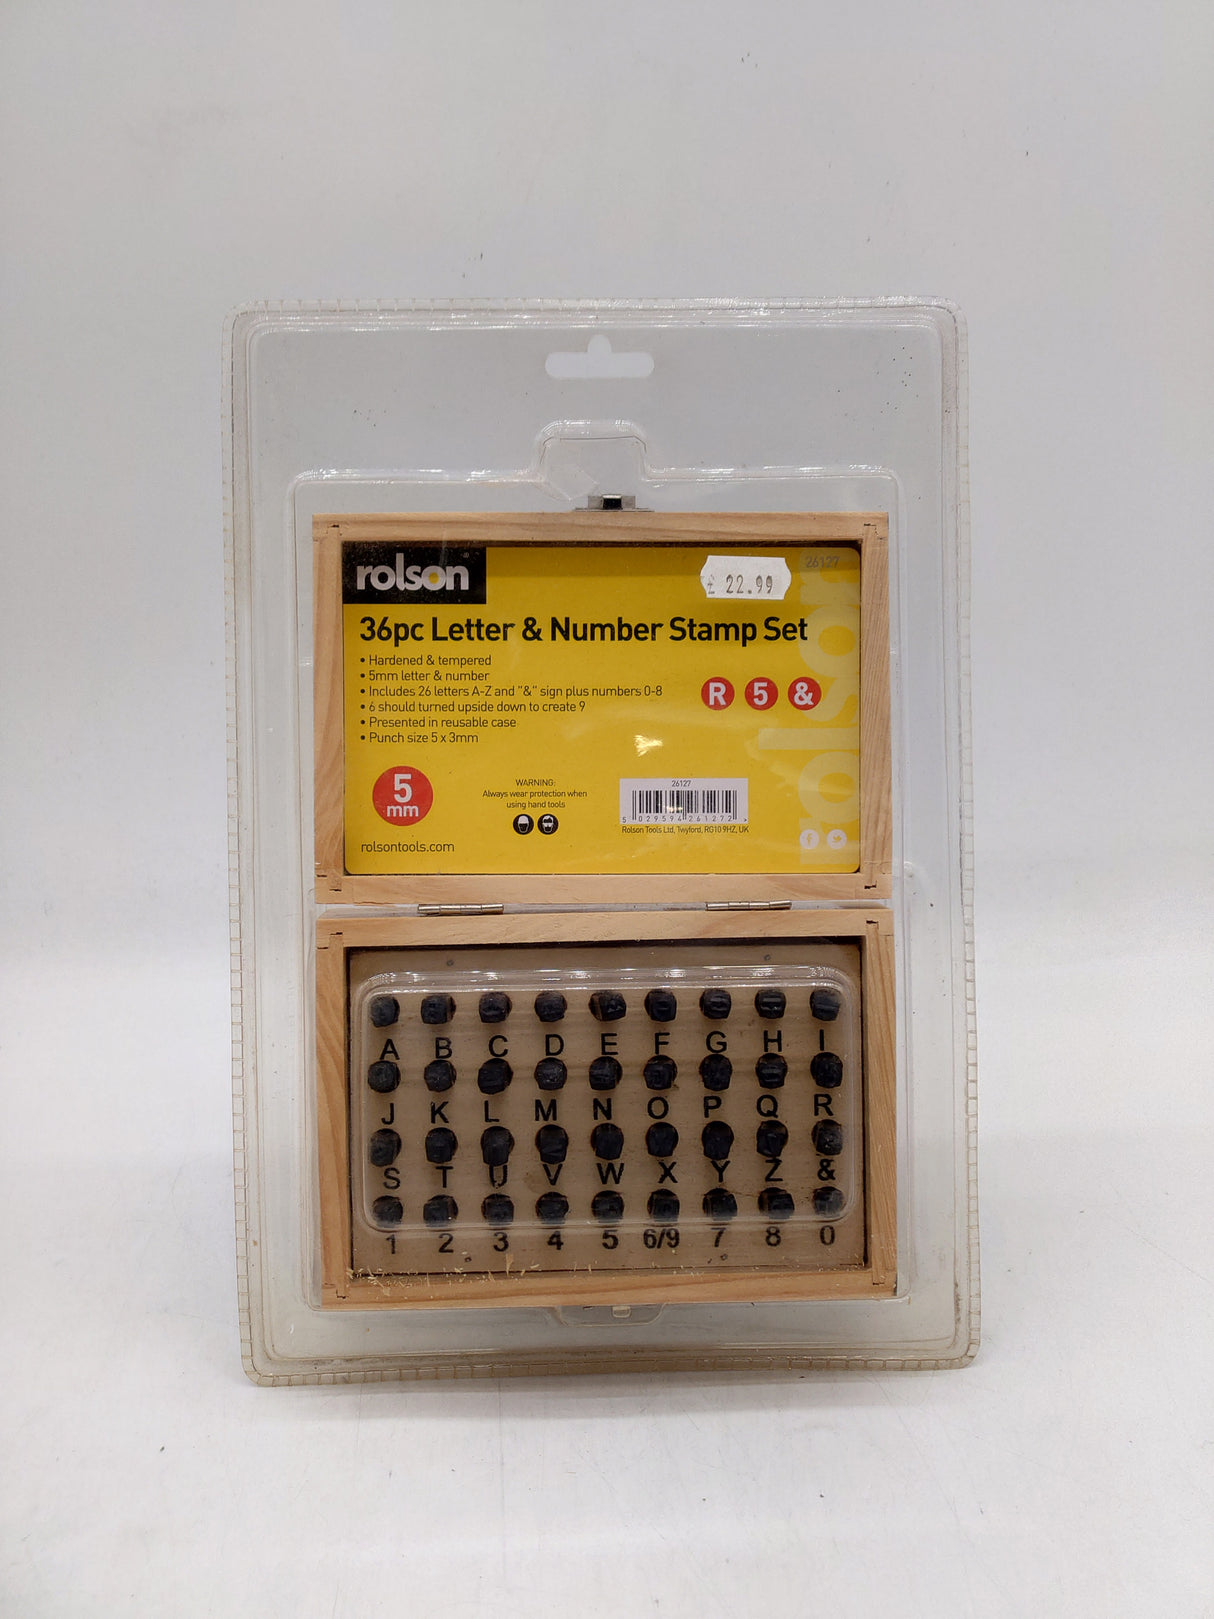 rolson
26127
£ 22.99
36pc Letter & Number Stamp Set
• Hardened & tempered
• 5mm letter & number
• Includes 26 letters A-Z and "&" sign plus numbers 0-8
• 6 should turned upside down to create 9
• Presented in reusable case
• Punch size 5 x 3mm
R 5 &
rolson
5
mm
WARNING:
Always wear protection when
using hand tools
26127
5 029594 261272 >
Rolson Tools Ltd, Twyford, RG10 9HZ, UK
rolsontools.com
A B C D E F G H I
J K L M N O P Q R
S T U V W X Y Z &
1 2 3 4 5 6/9 7 8 0